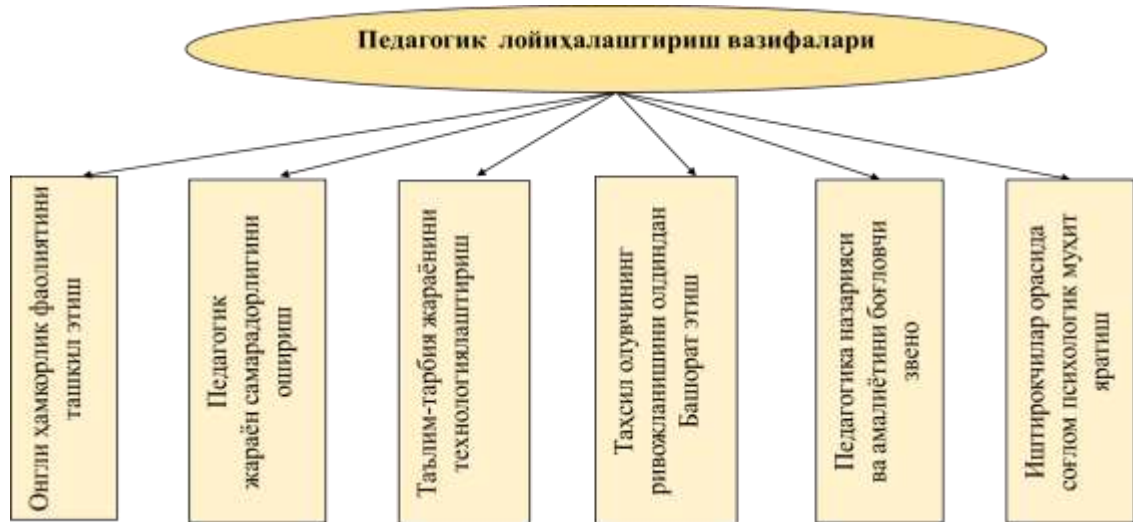 Педагогик лойиҳалаштириш вазифалари
Онгли ҳамкорлик фаолиятини
ташкил этиш
Педагогик
жараён самарадорлигини
ошириш
Таълим-тарбия жараёнини
технологиялаштириш
Таҳсил олувчининг
ривожланишини олдиндан
Башорат этиш
Педагогика назарияси
ва амалиётини боғловчи
звено
Иштирокчилар орасида
соғлом психологик муҳит
яратиш